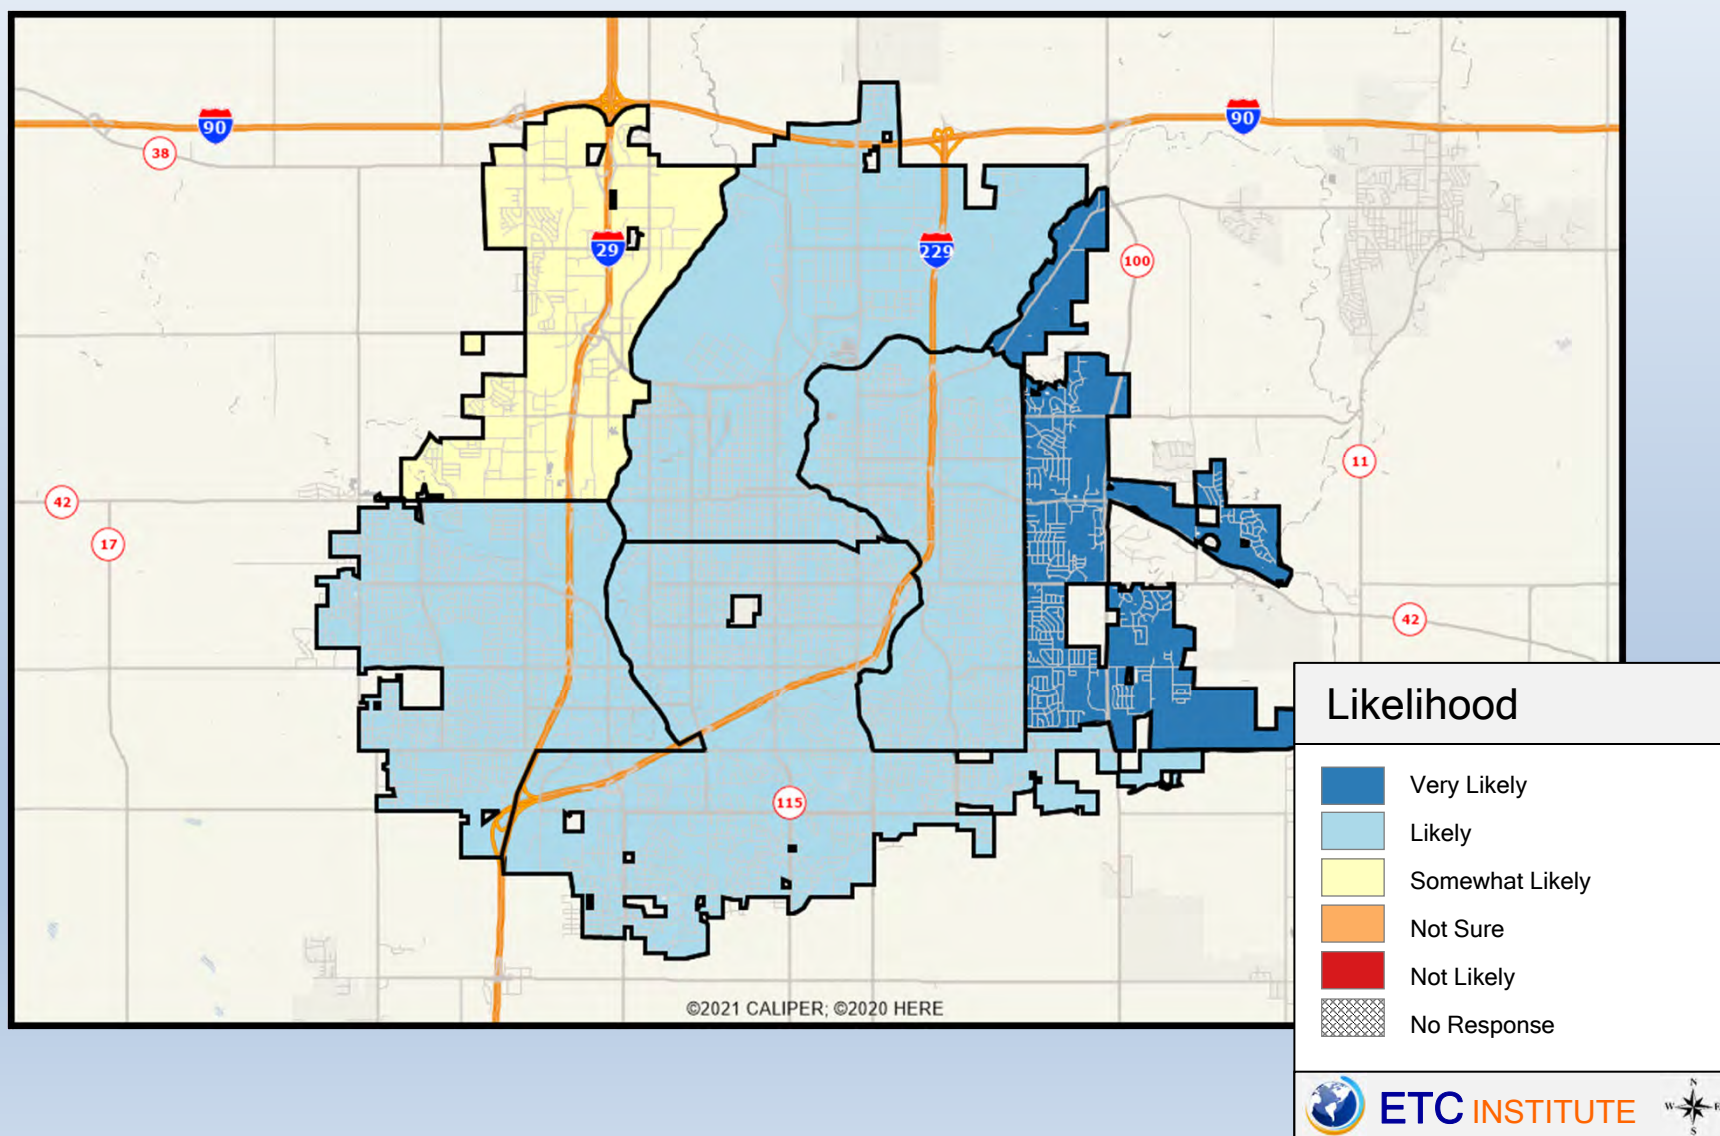 90
90
38
29
229
100
11
42
17
42
115
©2021 CALIPER; ©2020 HERE
Likelihood
Very Likely
Likely
Somewhat Likely
Not Sure
Not Likely
No Response
ETC INSTITUTE
N
W E
S